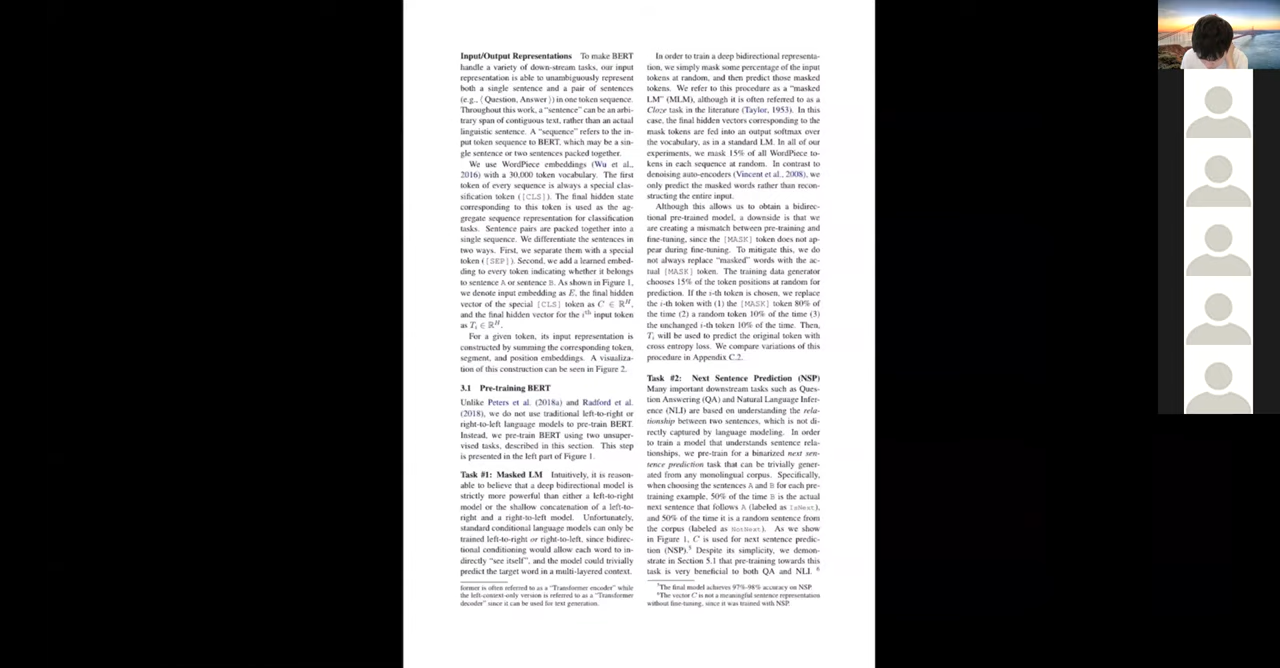 Input/Output Representations To make BERT
handle a variety of down-stream tasks, our input
representation is able to unambiguously represent
both a single sentence and a pair of sentences
(e.g., ⟨ Question, Answer ⟩) in one token sequence.
Throughout this work, a “sentence” can be an arbi-
trary span of contiguous text, rather than an actual
linguistic sentence. A “sequence” refers to the in-
put token sequence to BERT, which may be a sin-
gle sentence or two sentences packed together.
We use WordPiece embeddings (Wu et al.,
2016) with a 30,000 token vocabulary. The first
token of every sequence is always a special clas-
sification token ([CLS]). The final hidden state
corresponding to this token is used as the ag-
gregate sequence representation for classification
tasks. Sentence pairs are packed together into a
single sequence. We differentiate the sentences in
two ways. First, we separate them with a special
token ([SEP]). Second, we add a learned embed-
ding to every token indicating whether it belongs
to sentence A or sentence B. As shown in Figure 1,
we denote input embedding as E, the final hidden
vector of the special [CLS] token as C ∈ ℝ^H,
and the final hidden vector for the i^th input token
as T_i ∈ ℝ^H.
For a given token, its input representation is
constructed by summing the corresponding token,
segment, and position embeddings. A visualiza-
tion of this construction can be seen in Figure 2.
3.1 Pre-training BERT
Unlike Peters et al. (2018a) and Radford et al.
(2018), we do not use traditional left-to-right or
right-to-left language models to pre-train BERT.
Instead, we pre-train BERT using two unsuper-
vised tasks, described in this section. This step
is presented in the left part of Figure 1.
Task #1: Masked LM Intuitively, it is reason-
able to believe that a deep bidirectional model is
strictly more powerful than either a left-to-right
model or the shallow concatenation of a left-to-
right and a right-to-left model. Unfortunately,
standard conditional language models can only be
trained left-to-right or right-to-left, since bidirec-
tional conditioning would allow each word to in-
directly “see itself”, and the model could trivially
predict the target word in a multi-layered context.
former is often referred to as a “Transformer encoder” while
the left-context-only version is referred to as a “Transformer
decoder” since it can be used for text generation.
In order to train a deep bidirectional representa-
tion, we simply mask some percentage of the input
tokens at random, and then predict those masked
tokens. We refer to this procedure as a “masked
LM” (MLM), although it is often referred to as a
Cloze task in the literature (Taylor, 1953). In this
case, the final hidden vectors corresponding to the
mask tokens are fed into an output softmax over
the vocabulary, as in a standard LM. In all of our
experiments, we mask 15% of all WordPiece to-
kens in each sequence at random. In contrast to
denoising auto-encoders (Vincent et al., 2008), we
only predict the masked words rather than recon-
structing the entire input.
Although this allows us to obtain a bidirec-
tional pre-trained model, a downside is that we
are creating a mismatch between pre-training and
fine-tuning, since the [MASK] token does not ap-
pear during fine-tuning. To mitigate this, we do
not always replace “masked” words with the ac-
tual [MASK] token. The training data generator
chooses 15% of the token positions at random for
prediction. If the i-th token is chosen, we replace
the i-th token with (1) the [MASK] token 80% of
the time (2) a random token 10% of the time (3)
the unchanged i-th token 10% of the time. Then,
T_i will be used to predict the original token with
cross entropy loss. We compare variations of this
procedure in Appendix C.2.
Task #2: Next Sentence Prediction (NSP)
Many important downstream tasks such as Ques-
tion Answering (QA) and Natural Language Infer-
ence (NLI) are based on understanding the rela-
tionship between two sentences, which is not di-
rectly captured by language modeling. In order
to train a model that understands sentence rela-
tionships, we pre-train for a binarized next sen-
tence prediction task that can be trivially gener-
ated from any monolingual corpus. Specifically,
when choosing the sentences A and B for each pre-
training example, 50% of the time B is the actual
next sentence that follows A (labeled as IsNext),
and 50% of the time it is a random sentence from
the corpus (labeled as NotNext). As we show
in Figure 1, C is used for next sentence predic-
tion (NSP).⁵ Despite its simplicity, we demon-
strate in Section 5.1 that pre-training towards this
task is very beneficial to both QA and NLI. ⁶
⁵The final model achieves 97%-98% accuracy on NSP.
⁶The vector C is not a meaningful sentence representation
without fine-tuning, since it was trained with NSP.